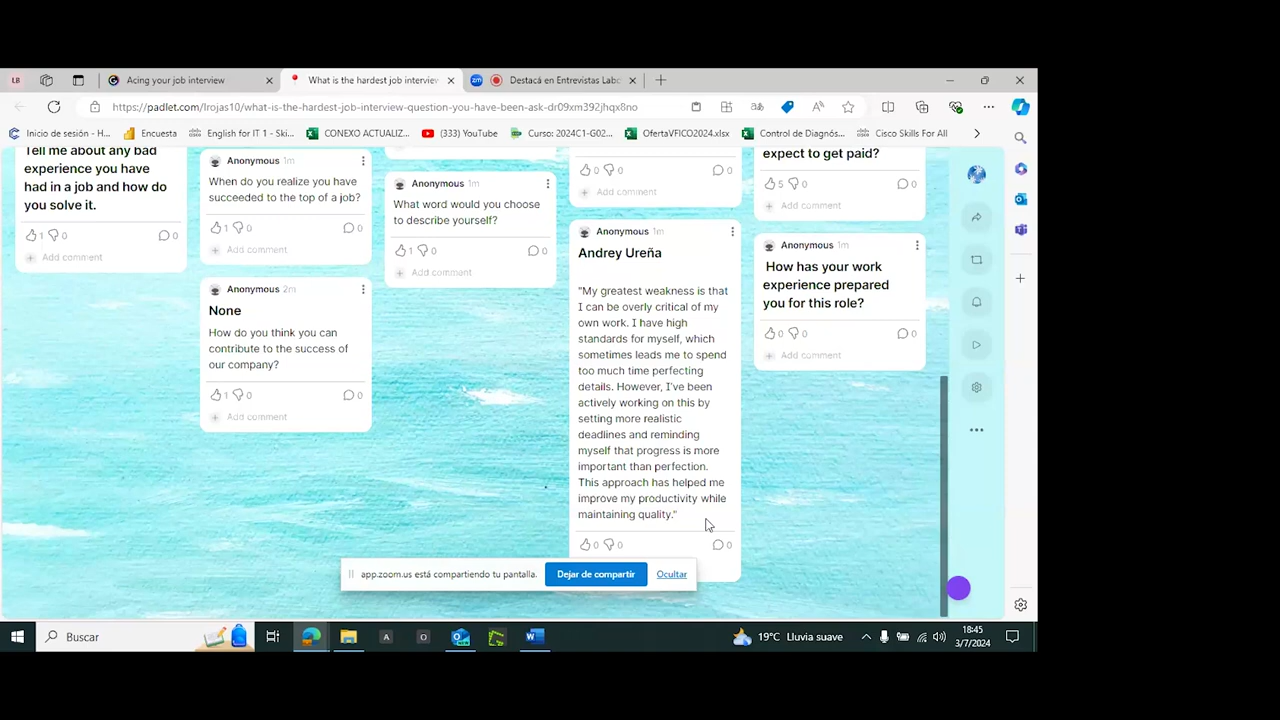 LB
Acing your job interview
What is the hardest job interview
zm
Destacá en Entrevistas Labo
https://padlet.com/lrojas10/what-is-the-hardest-job-interview-question-you-have-been-ask-dr09xm392jhqx8no
Inicio de sesión - H...
Encuesta
English for IT 1 - Ski...
CONEXO ACTUALIZ...
(333) YouTube
Curso: 2024C1-G02...
OfertaVFICO2024.xlsx
Control de Diagnós...
Cisco Skills For All
Tell me about any bad
experience you have
had in a job and how do
you solve it.
1 0 0
Add comment
Anonymous 1m
When do you realize you have
succeeded to the top of a job?
1 0 0
Add comment
Anonymous 2m
None
How do you think you can
contribute to the success of
our company?
1 0 0
Add comment
Anonymous 1m
What word would you choose
to describe yourself?
1 0 0
Add comment
0 0 0
Add comment
Anonymous 1m
Andrey Ureña
"My greatest weakness is that
I can be overly critical of my
own work. I have high
standards for myself, which
sometimes leads me to spend
too much time perfecting
details. However, I've been
actively working on this by
setting more realistic
deadlines and reminding
myself that progress is more
important than perfection.
This approach has helped me
improve my productivity while
maintaining quality."
0 0 0
expect to get paid?
5 0 0
Add comment
Anonymous 1m
How has your work
experience prepared
you for this role?
0 0 0
Add comment
app.zoom.us está compartiendo tu pantalla.
Dejar de compartir
Ocultar
Buscar
A
O
19°C Lluvia suave
18:45
3/7/2024